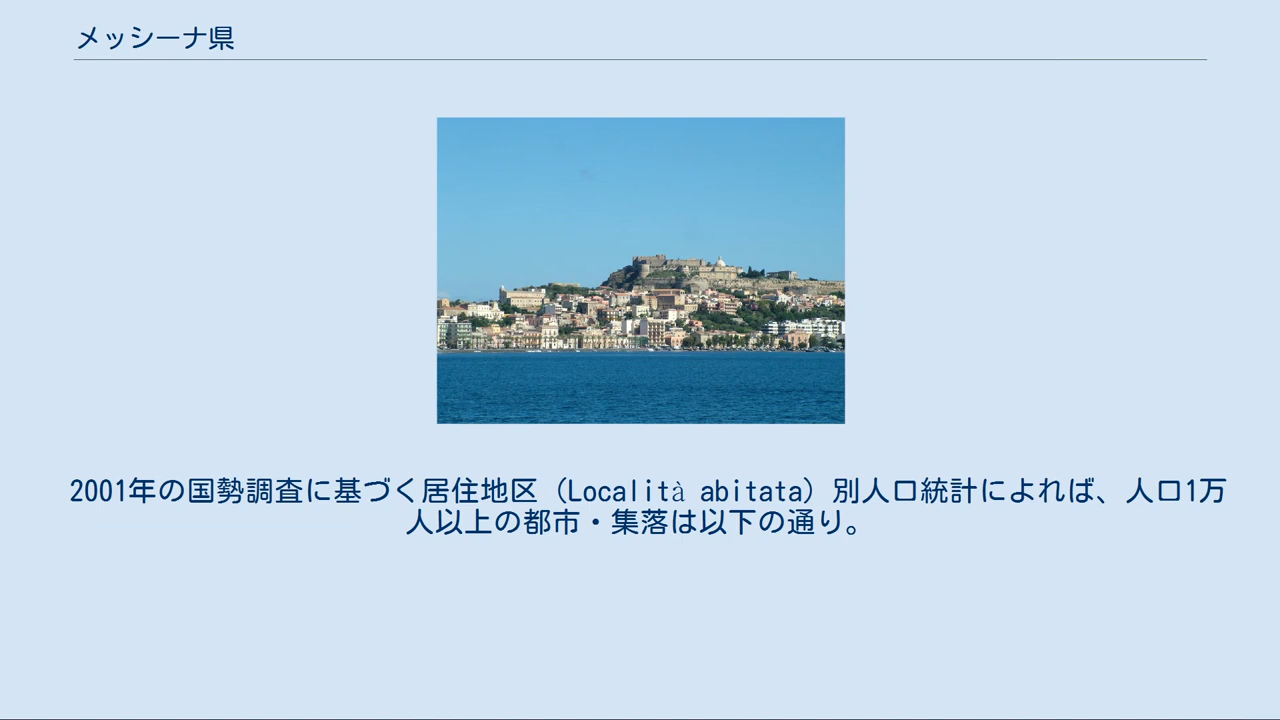 メッシーナ県
2001年の国勢調査に基づく居住地区（Località abitata）別人口統計によれば、人口1万
人以上の都市・集落は以下の通り。